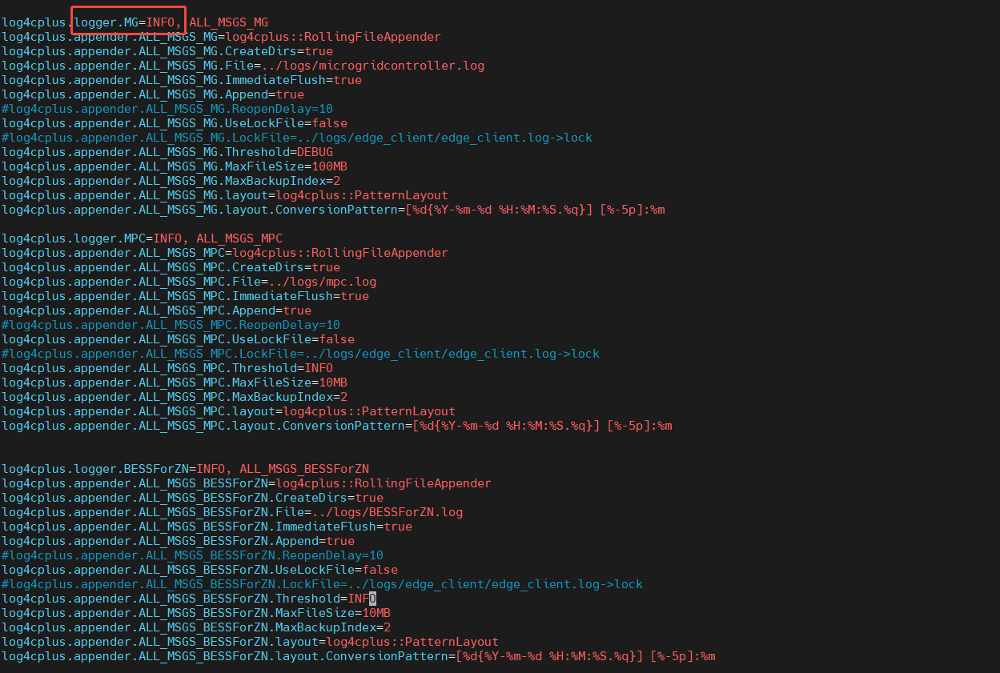 log4cplus.logger.MG=INFO, ALL_MSGS_MG
log4cplus.appender.ALL_MSGS_MG=log4cplus::RollingFileAppender
log4cplus.appender.ALL_MSGS_MG.CreateDirs=true
log4cplus.appender.ALL_MSGS_MG.File=../logs/microgridcontroller.log
log4cplus.appender.ALL_MSGS_MG.ImmediateFlush=true
log4cplus.appender.ALL_MSGS_MG.Append=true
#log4cplus.appender.ALL_MSGS_MG.ReopenDelay=10
log4cplus.appender.ALL_MSGS_MG.UseLockFile=false
#log4cplus.appender.ALL_MSGS_MG.LockFile=../logs/edge_client/edge_client.log->lock
log4cplus.appender.ALL_MSGS_MG.Threshold=DEBUG
log4cplus.appender.ALL_MSGS_MG.MaxFileSize=100MB
log4cplus.appender.ALL_MSGS_MG.MaxBackupIndex=2
log4cplus.appender.ALL_MSGS_MG.layout=log4cplus::PatternLayout
log4cplus.appender.ALL_MSGS_MG.layout.ConversionPattern=[%d{%Y-%m-%d %H:%M:%S.%q}] [%-5p]:%m
log4cplus.logger.MPC=INFO, ALL_MSGS_MPC
log4cplus.appender.ALL_MSGS_MPC=log4cplus::RollingFileAppender
log4cplus.appender.ALL_MSGS_MPC.CreateDirs=true
log4cplus.appender.ALL_MSGS_MPC.File=../logs/mpc.log
log4cplus.appender.ALL_MSGS_MPC.ImmediateFlush=true
log4cplus.appender.ALL_MSGS_MPC.Append=true
#log4cplus.appender.ALL_MSGS_MPC.ReopenDelay=10
log4cplus.appender.ALL_MSGS_MPC.UseLockFile=false
#log4cplus.appender.ALL_MSGS_MPC.LockFile=../logs/edge_client/edge_client.log->lock
log4cplus.appender.ALL_MSGS_MPC.Threshold=INFO
log4cplus.appender.ALL_MSGS_MPC.MaxFileSize=10MB
log4cplus.appender.ALL_MSGS_MPC.MaxBackupIndex=2
log4cplus.appender.ALL_MSGS_MPC.layout=log4cplus::PatternLayout
log4cplus.appender.ALL_MSGS_MPC.layout.ConversionPattern=[%d{%Y-%m-%d %H:%M:%S.%q}] [%-5p]:%m
log4cplus.logger.BESSForZN=INFO, ALL_MSGS_BESSForZN
log4cplus.appender.ALL_MSGS_BESSForZN=log4cplus::RollingFileAppender
log4cplus.appender.ALL_MSGS_BESSForZN.CreateDirs=true
log4cplus.appender.ALL_MSGS_BESSForZN.File=../logs/BESSForZN.log
log4cplus.appender.ALL_MSGS_BESSForZN.ImmediateFlush=true
log4cplus.appender.ALL_MSGS_BESSForZN.Append=true
#log4cplus.appender.ALL_MSGS_BESSForZN.ReopenDelay=10
log4cplus.appender.ALL_MSGS_BESSForZN.UseLockFile=false
#log4cplus.appender.ALL_MSGS_BESSForZN.LockFile=../logs/edge_client/edge_client.log->lock
log4cplus.appender.ALL_MSGS_BESSForZN.Threshold=INFO
log4cplus.appender.ALL_MSGS_BESSForZN.MaxFileSize=10MB
log4cplus.appender.ALL_MSGS_BESSForZN.MaxBackupIndex=2
log4cplus.appender.ALL_MSGS_BESSForZN.layout=log4cplus::PatternLayout
log4cplus.appender.ALL_MSGS_BESSForZN.layout.ConversionPattern=[%d{%Y-%m-%d %H:%M:%S.%q}] [%-5p]:%m